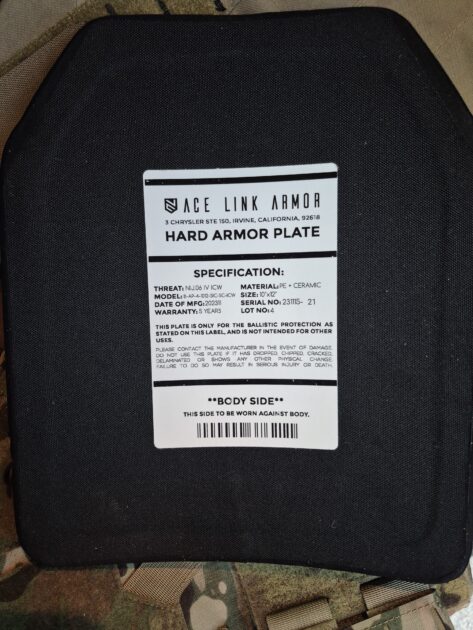 ACE LINK ARMOR
3 CHRYSLER STE 150, IRVINE, CALIFORNIA, 92618
HARD ARMOR PLATE
SPECIFICATION:
THREAT: NIJ.06 IV ICW MATERIAL: PE + CERAMIC
MODEL: SIZE: 10"x12"
DATE OF MFG: 202311 SERIAL NO: 231115- 21
WARRANTY: 5 YEARS LOT NO: 4
THIS PLATE IS ONLY FOR THE BALLISTIC PROTECTION AS
STATED ON THIS LABEL, AND IS NOT INTENDED FOR OTHER
USES.
PLEASE CONTACT THE MANUFACTURER IN THE EVENT OF DAMAGE.
DO NOT USE THIS PLATE IF IT HAS DROPPED, CHIPPED, CRACKED,
DELAMINATED OR SHOWS ANY OTHER PHYSICAL CHANGE.
FAILURE TO DO SO MAY RESULT IN SERIOUS INJURY OR DEATH.
**BODY SIDE**
THIS SIDE TO BE WORN AGAINST BODY.